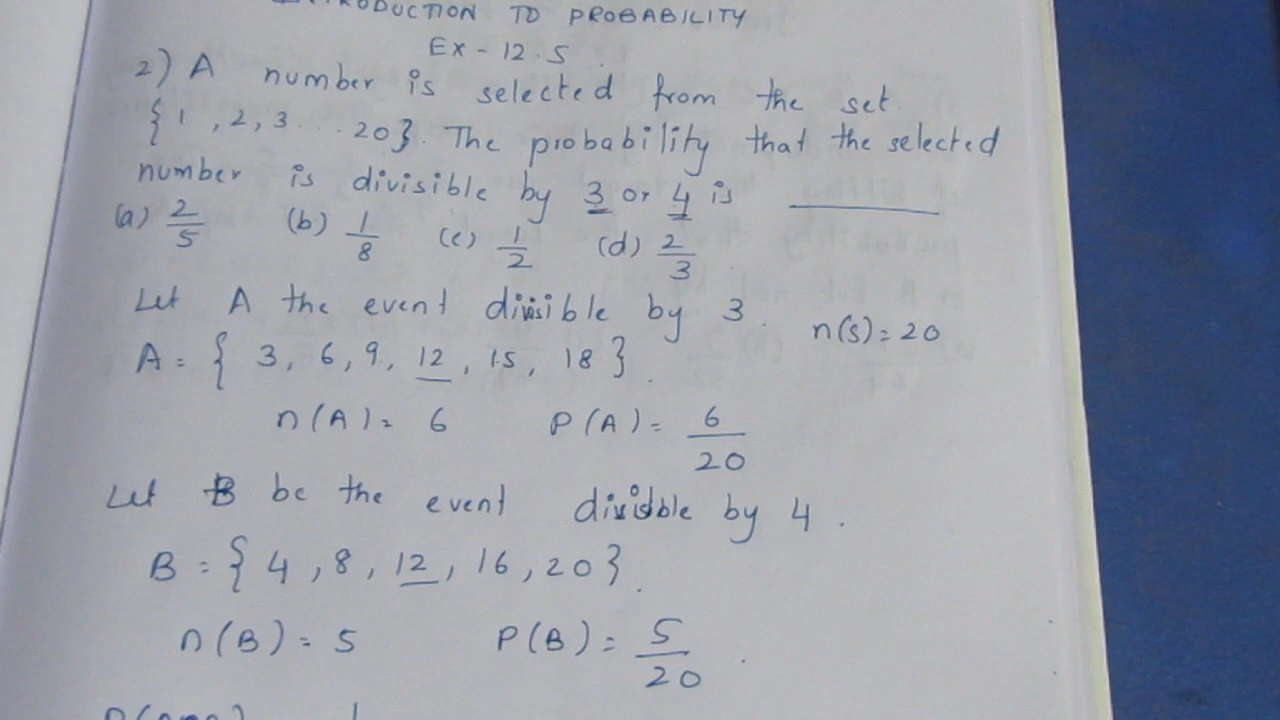 INTRODUCTION TO PROBABILITY
Ex - 12.5
2) A number is selected from the set
{1, 2, 3 ... 20}. The probability that the selected
number is divisible by 3 or 4 is ________
(a) 2/5 (b) 1/8 (c) 1/2 (d) 2/3
Let A the event divisible by 3. n(s) = 20
A = { 3, 6, 9, 12, 15, 18 }.
n(A) = 6 P(A) = 6/20
Let B be the event divisible by 4.
B = { 4, 8, 12, 16, 20 }.
n(B) = 5 P(B) = 5/20.